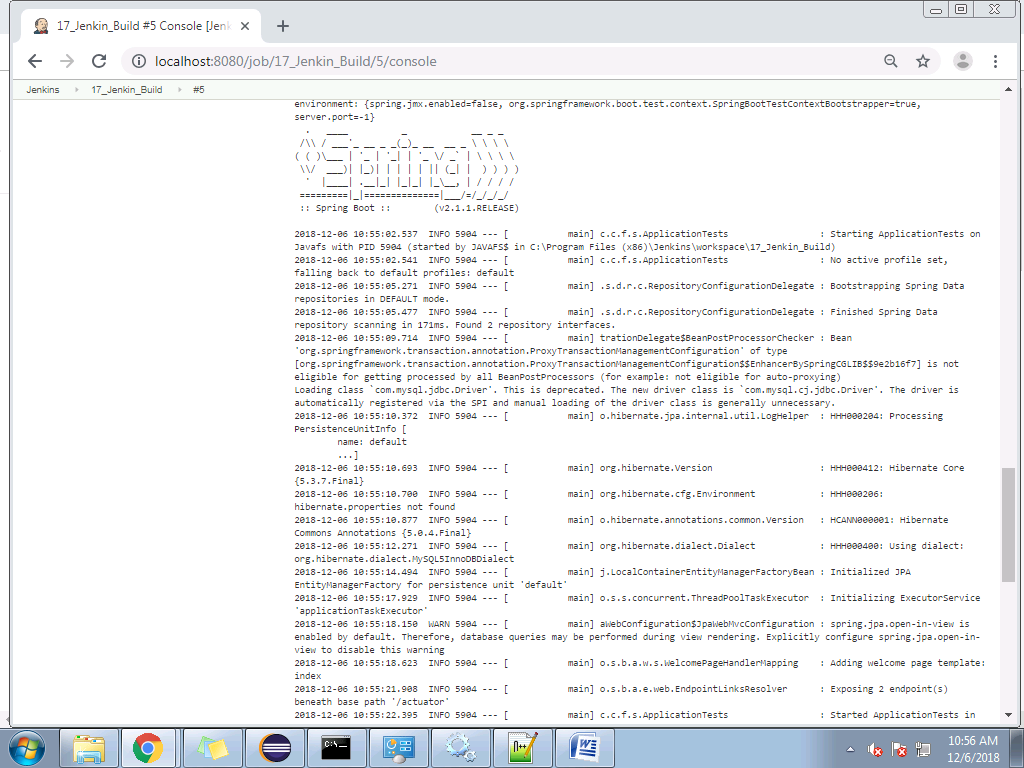 17_Jenkin_Build #5 Console [Jenk
localhost:8080/job/17_Jenkin_Build/5/console
Jenkins 17_Jenkin_Build #5
environment: {spring.jmx.enabled=false, org.springframework.boot.test.context.SpringBootTestContextBootstrapper=true,
server.port=-1}
  .   ____          _            __ _ _
 /\\ / ___'_ __ _ _(_)_ __  __ _ \ \ \ \
( ( )\___ | '_ | '_| | '_ \/ _` | \ \ \ \
 \\/  ___)| |_)| | | | | || (_| |  ) ) ) )
  '  |____| .__|_| |_|_| |_\__, | / / / /
 =========|_|==============|___/=/_/_/_/
 :: Spring Boot ::        (v2.1.1.RELEASE)
2018-12-06 10:55:02.537  INFO 5904 --- [           main] c.c.f.s.ApplicationTests                 : Starting ApplicationTests on
Javafs with PID 5904 (started by JAVAFS$ in C:\Program Files (x86)\Jenkins\workspace\17_Jenkin_Build)
2018-12-06 10:55:02.541  INFO 5904 --- [           main] c.c.f.s.ApplicationTests                 : No active profile set,
falling back to default profiles: default
2018-12-06 10:55:05.271  INFO 5904 --- [           main] .s.d.r.c.RepositoryConfigurationDelegate : Bootstrapping Spring Data
repositories in DEFAULT mode.
2018-12-06 10:55:05.477  INFO 5904 --- [           main] .s.d.r.c.RepositoryConfigurationDelegate : Finished Spring Data
repository scanning in 171ms. Found 2 repository interfaces.
2018-12-06 10:55:09.714  INFO 5904 --- [           main] trationDelegate$BeanPostProcessorChecker : Bean
'org.springframework.transaction.annotation.ProxyTransactionManagementConfiguration' of type
[org.springframework.transaction.annotation.ProxyTransactionManagementConfiguration$$EnhancerBySpringCGLIB$$9e2b16f7] is not
eligible for getting processed by all BeanPostProcessors (for example: not eligible for auto-proxying)
Loading class `com.mysql.jdbc.Driver'. This is deprecated. The new driver class is `com.mysql.cj.jdbc.Driver'. The driver is
automatically registered via the SPI and manual loading of the driver class is generally unnecessary.
2018-12-06 10:55:10.372  INFO 5904 --- [           main] o.hibernate.jpa.internal.util.LogHelper  : HHH000204: Processing
PersistenceUnitInfo [
name: default
...]
2018-12-06 10:55:10.693  INFO 5904 --- [           main] org.hibernate.Version                    : HHH000412: Hibernate Core
{5.3.7.Final}
2018-12-06 10:55:10.700  INFO 5904 --- [           main] org.hibernate.cfg.Environment            : HHH000206:
hibernate.properties not found
2018-12-06 10:55:10.877  INFO 5904 --- [           main] o.hibernate.annotations.common.Version   : HCANN000001: Hibernate
Commons Annotations {5.0.4.Final}
2018-12-06 10:55:12.271  INFO 5904 --- [           main] org.hibernate.dialect.Dialect            : HHH000400: Using dialect:
org.hibernate.dialect.MySQL5InnoDBDialect
2018-12-06 10:55:14.494  INFO 5904 --- [           main] j.LocalContainerEntityManagerFactoryBean : Initialized JPA
EntityManagerFactory for persistence unit 'default'
2018-12-06 10:55:17.929  INFO 5904 --- [           main] o.s.s.concurrent.ThreadPoolTaskExecutor  : Initializing ExecutorService
'applicationTaskExecutor'
2018-12-06 10:55:18.150  WARN 5904 --- [           main] aWebConfiguration$JpaWebMvcConfiguration : spring.jpa.open-in-view is
enabled by default. Therefore, database queries may be performed during view rendering. Explicitly configure spring.jpa.open-in-
view to disable this warning
2018-12-06 10:55:18.623  INFO 5904 --- [           main] o.s.b.a.w.s.WelcomePageHandlerMapping    : Adding welcome page template:
index
2018-12-06 10:55:21.908  INFO 5904 --- [           main] o.s.b.a.e.web.EndpointLinksResolver      : Exposing 2 endpoint(s)
beneath base path '/actuator'
2018-12-06 10:55:22.395  INFO 5904 --- [           main] c.c.f.s.ApplicationTests                 : Started ApplicationTests in
10:56 AM
12/6/2018